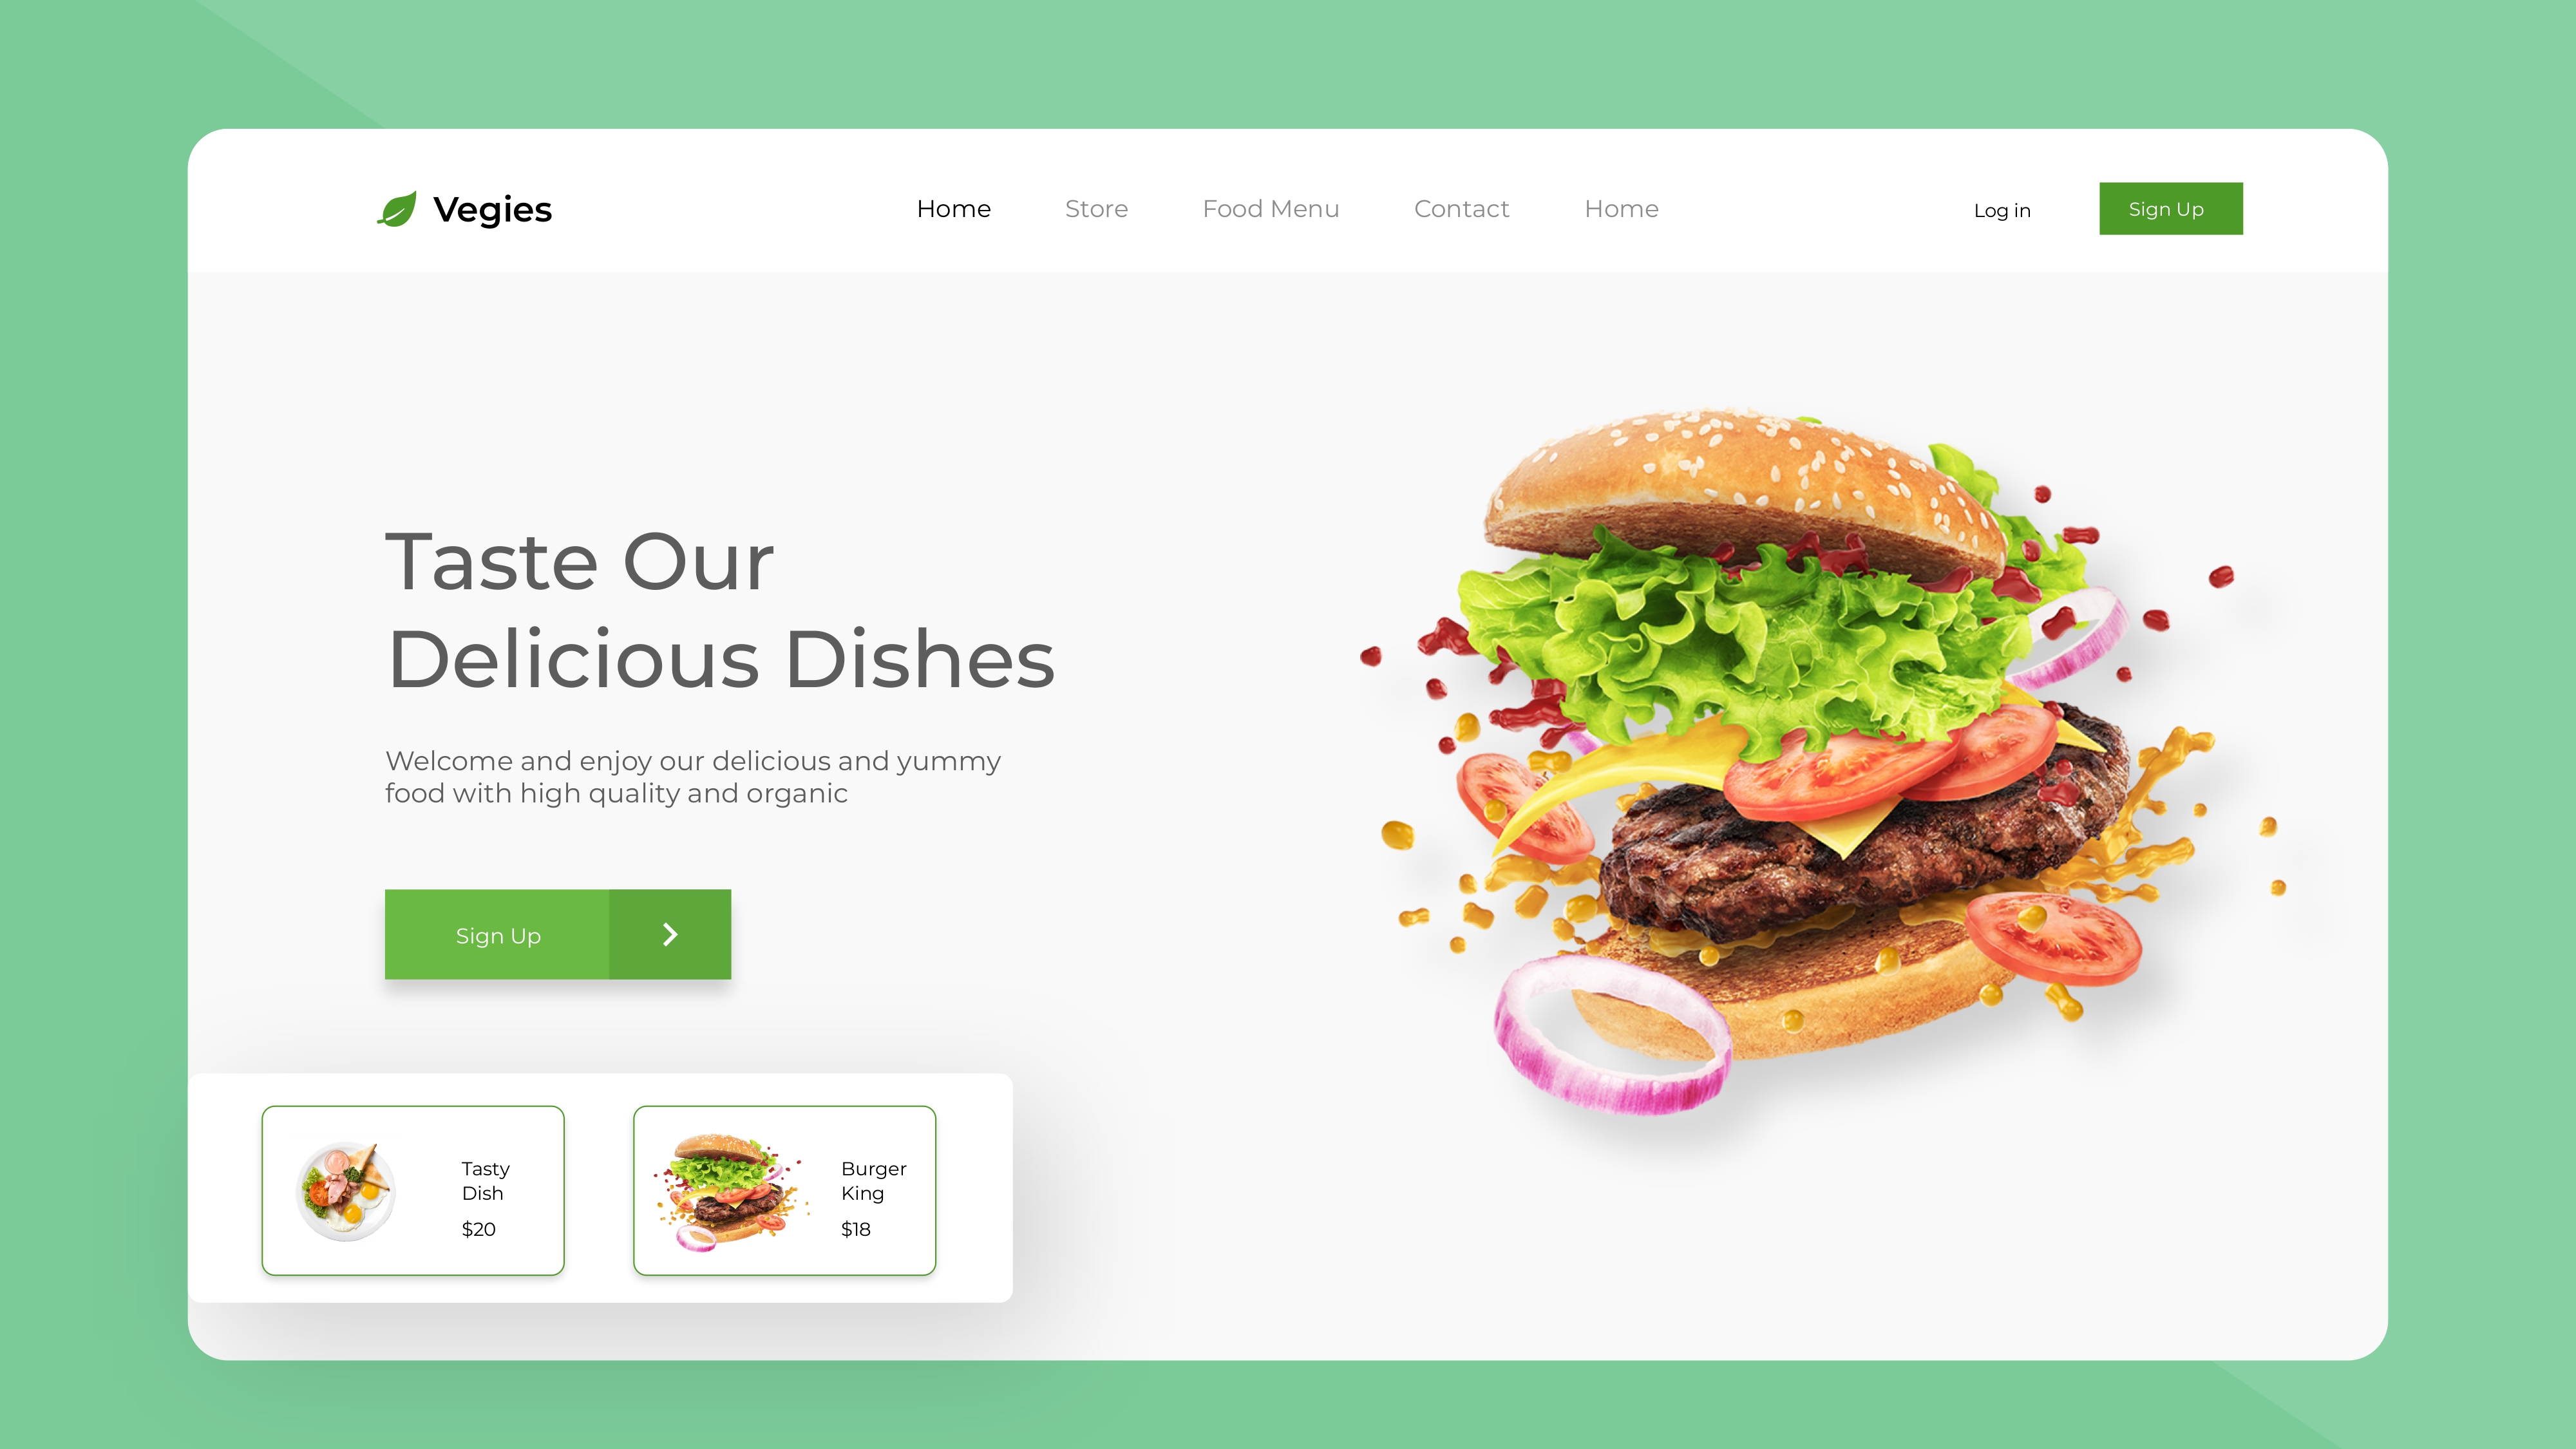 Vegies
Home
Store
Food Menu
Contact
Home
Log in
Sign Up
Taste Our
Delicious Dishes
Welcome and enjoy our delicious and yummy
food with high quality and organic
Sign Up
Tasty
Dish
$20
Burger
King
$18